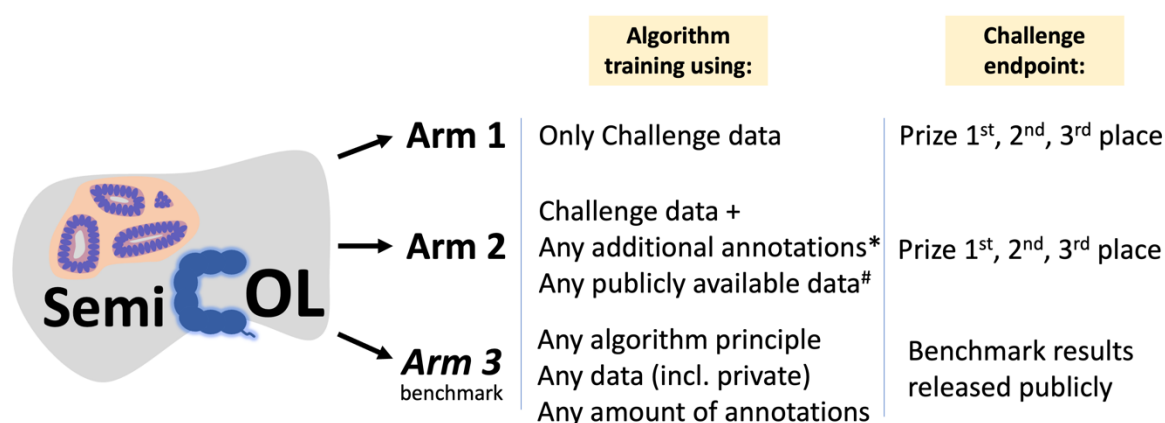 Algorithm
training using:
Challenge
endpoint:
Arm 1
Only Challenge data
Prize 1st, 2nd, 3rd place
SemiCOL
Arm 2
Challenge data +
Any additional annotations*
Any publicly available data#
Prize 1st, 2nd, 3rd place
Arm 3
benchmark
Any algorithm principle
Any data (incl. private)
Any amount of annotations
Benchmark results
released publicly